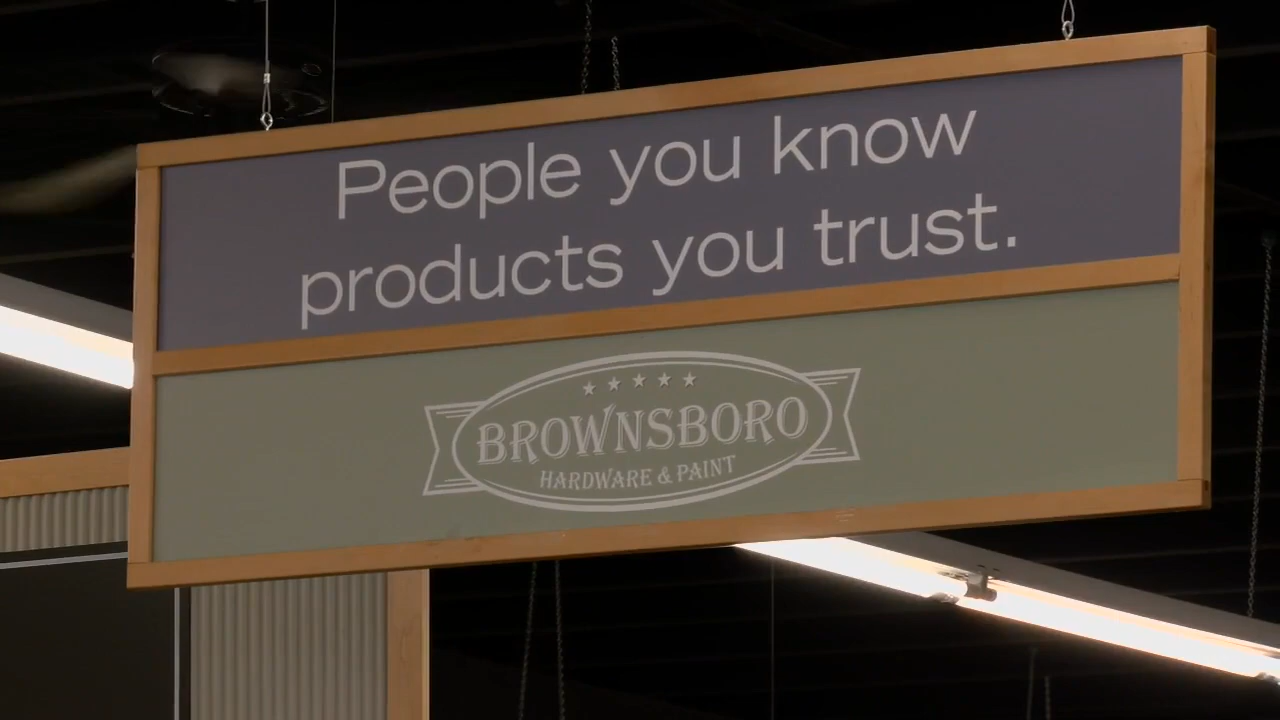 People you know
products you trust.
BROWNSBORO
HARDWARE & PAINT